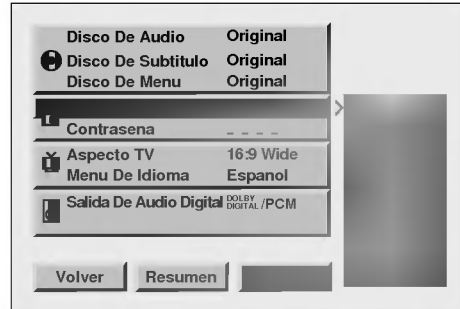 Disco De Audio Original
Disco De Subtitulo Original
Disco De Menu Original
Contrasena _ _ _ _
Aspecto TV 16:9 Wide
Menu De Idioma Espanol
Salida De Audio Digital DOLBY DIGITAL /PCM
Volver Resumen